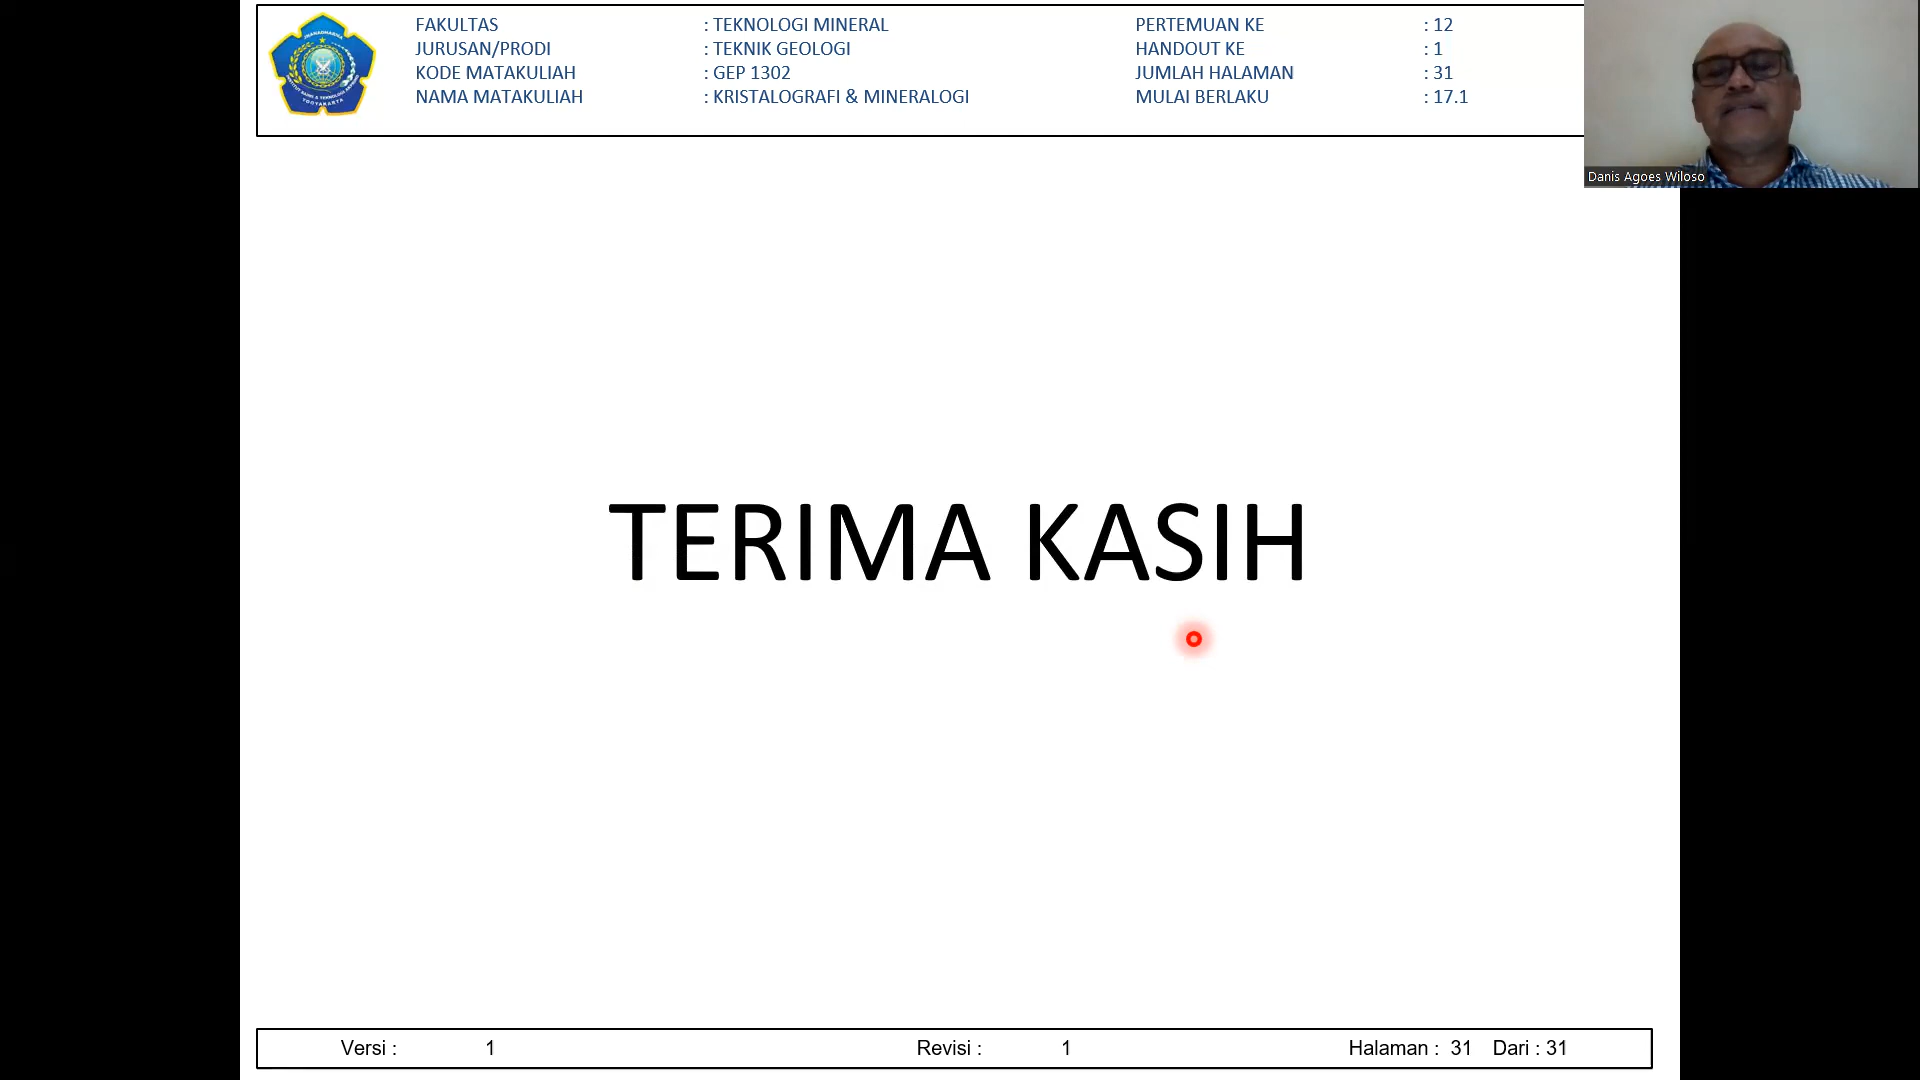 FAKULTAS : TEKNOLOGI MINERAL PERTEMUAN KE : 12
JURUSAN/PRODI : TEKNIK GEOLOGI HANDOUT KE : 1
KODE MATAKULIAH : GEP 1302 JUMLAH HALAMAN : 31
NAMA MATAKULIAH : KRISTALOGRAFI & MINERALOGI MULAI BERLAKU : 17.1
Danis Agoes Wiloso
TERIMA KASIH
Versi : 1 Revisi : 1 Halaman : 31 Dari : 31
YOGYAKARTA